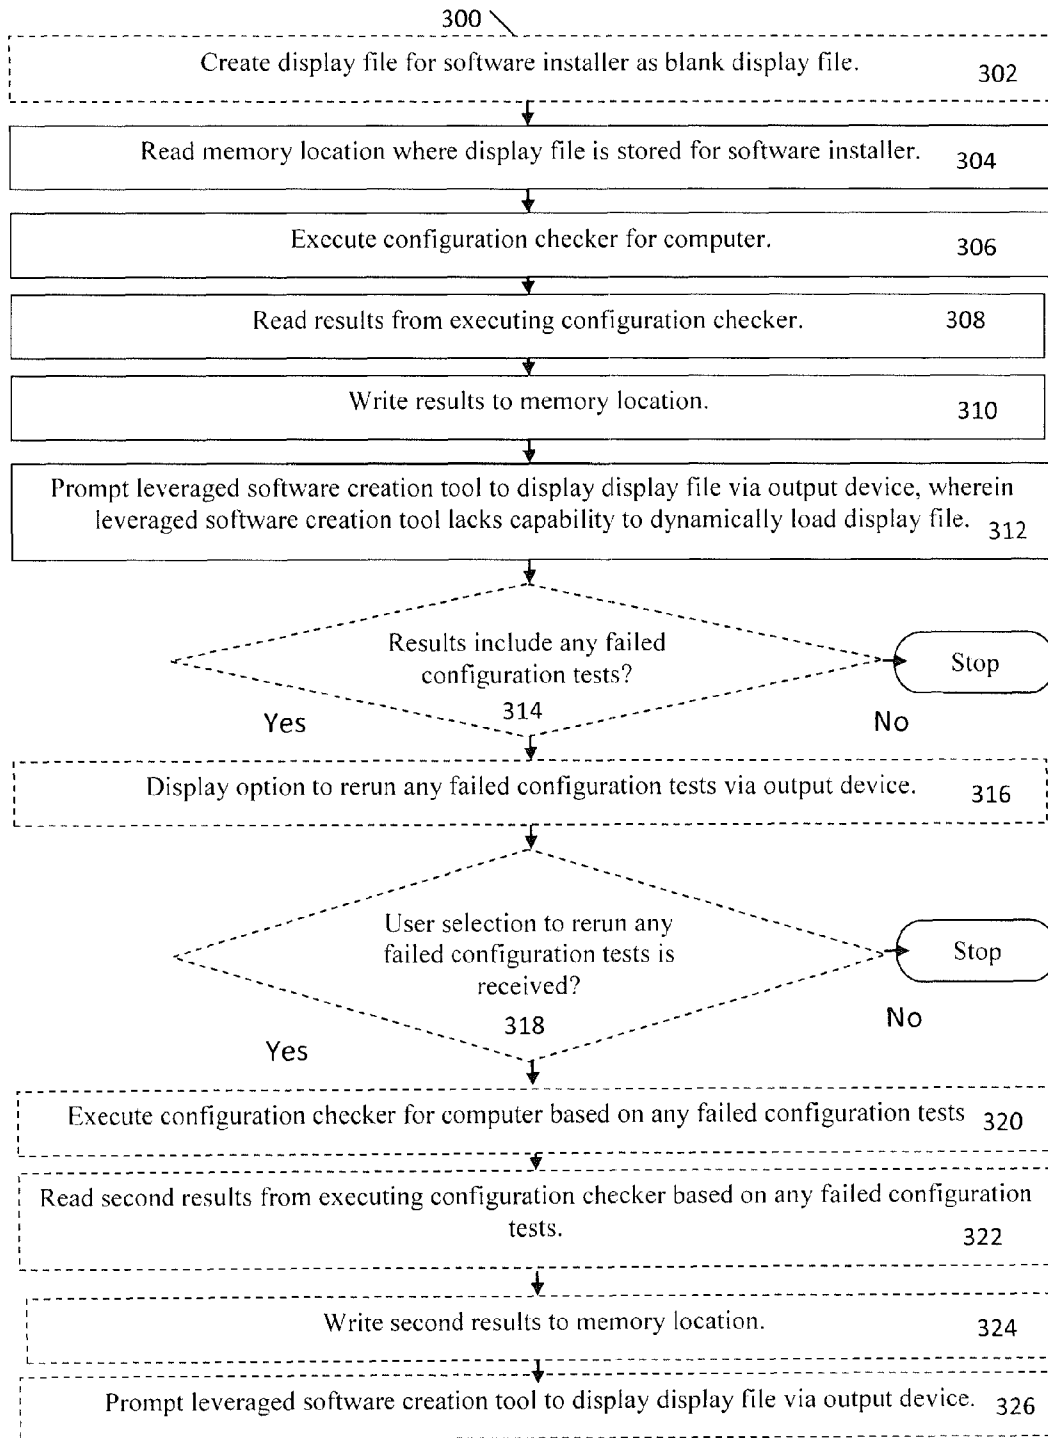 300
Create display file for software installer as blank display file. 302
Read memory location where display file is stored for software installer. 304
Execute configuration checker for computer. 306
Read results from executing configuration checker. 308
Write results to memory location. 310
Prompt leveraged software creation tool to display display file via output device, wherein
leveraged software creation tool lacks capability to dynamically load display file. 312
Results include any failed
configuration tests?
314
Stop
Yes
No
Display option to rerun any failed configuration tests via output device. 316
User selection to rerun any
failed configuration tests is
received?
318
Stop
Yes
No
Execute configuration checker for computer based on any failed configuration tests 320
Read second results from executing configuration checker based on any failed configuration
tests.
322
Write second results to memory location. 324
Prompt leveraged software creation tool to display display file via output device. 326